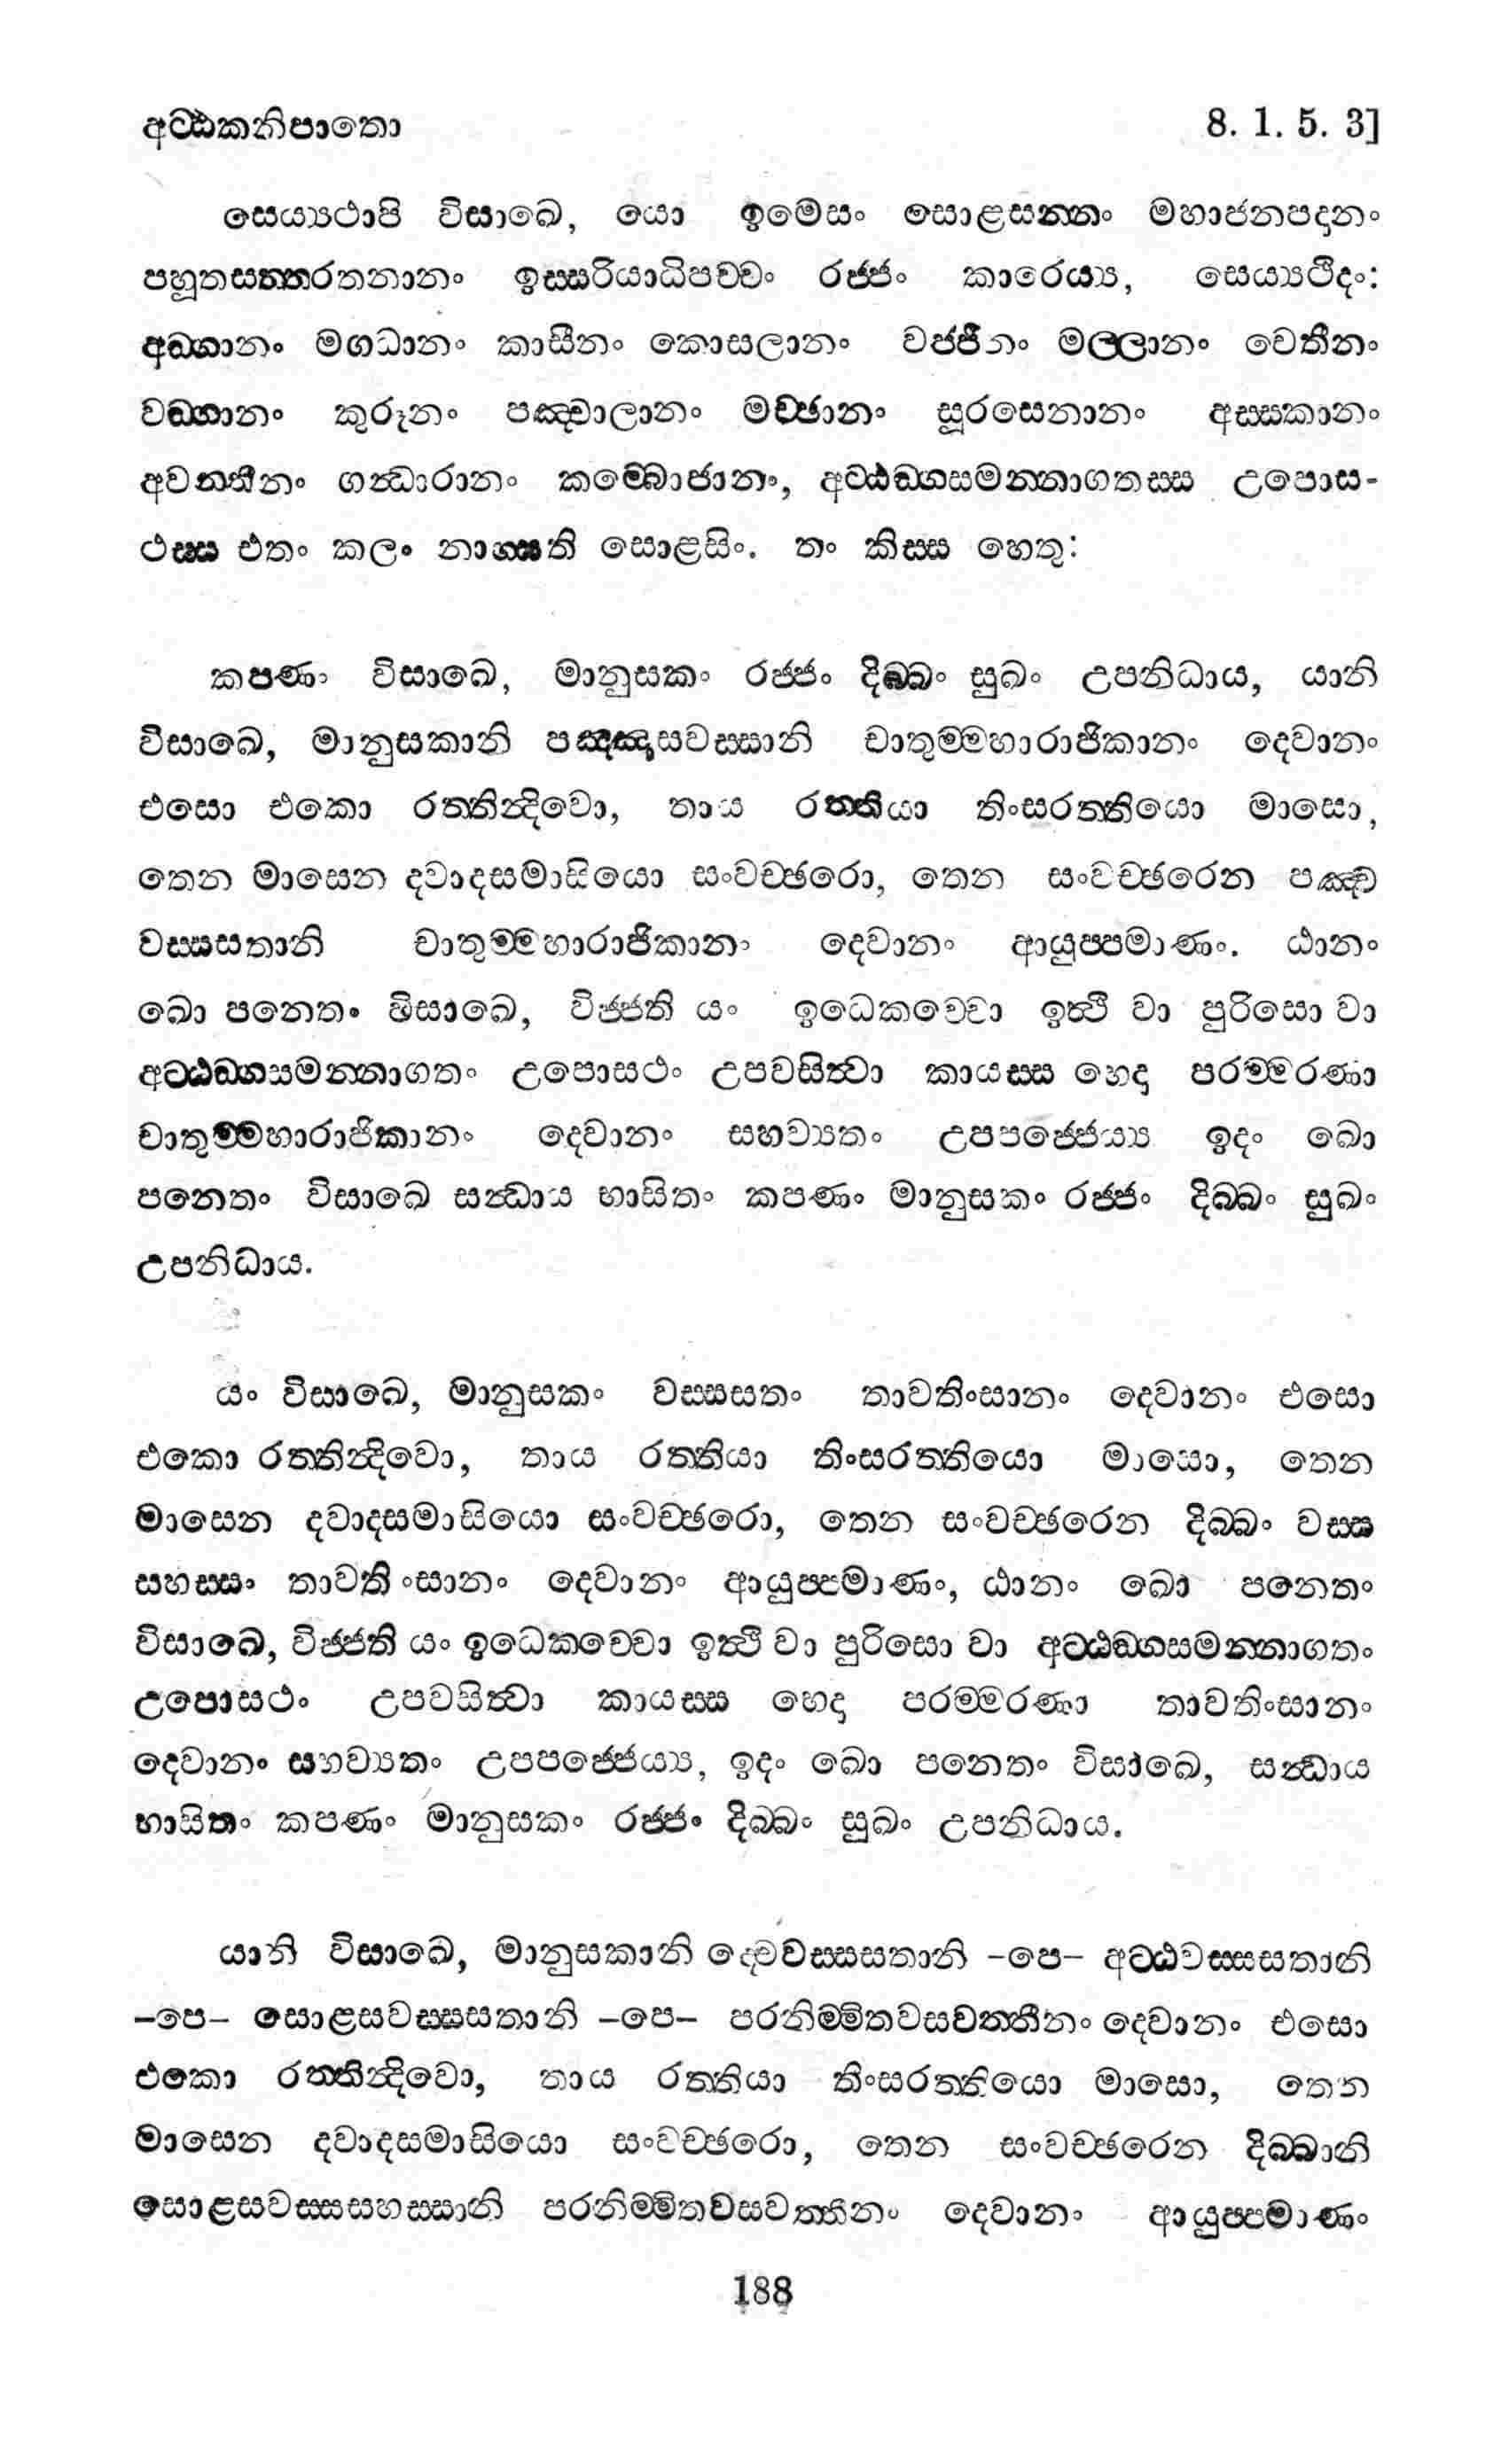 අට්ඨකනිපාතො 8. 1. 5. 3]
සෙය්‍යථාපි විසාඛෙ, යො ඉමෙසං සොළසන්නං මහාජනපදානං
පහූතසත්තරතනානං ඉස්සරියාධිපච්චං රජ්ජං කාරෙය්‍ය, සෙය්‍යථිදං:
අඞ්ගානං මගධානං කාසීනං කොසලානං වජ්ජීනං මල්ලානං චෙතීනං
වඞ්ගානං කුරූනං පඤ්චාලානං මච්ඡානං සූරසෙනානං අස්සකානං
අවන්තීනං ගන්ධාරානං කම්බොජානං, අට්ඨඞ්ගසමන්නාගතස්ස උපොස-
ථස්ස එතං කලං නාග්ඝති සොළසිං. තං කිස්ස හෙතු:
කපණං විසාඛෙ, මානුසකං රජ්ජං දිබ්බං සුඛං උපනිධාය, යානි
විසාඛෙ, මානුසකානි පඤ්ඤාසවස්සානි චාතුම්මහාරාජිකානං දෙවානං
එසො එකො රත්තින්දිවො, තාය රත්තියා තිංසරත්තියො මාසො,
තෙන මාසෙන ද්වාදසමාසියො සංවච්ඡරො, තෙන සංවච්ඡරෙන පඤ්ච
වස්සසතානි චාතුම්මහාරාජිකානං දෙවානං ආයුප්පමාණං. ඨානං
ඛො පනෙතං විසාඛෙ, විජ්ජති යං ඉධෙකච්චො ඉත්ථි වා පුරිසො වා
අට්ඨඞ්ගසමන්නාගතං උපොසථං උපවසිත්වා කායස්ස භෙදා පරම්මරණා
චාතුම්මහාරාජිකානං දෙවානං සහව්‍යතං උපපජ්ජෙය්‍ය ඉදං ඛො
පනෙතං විසාඛෙ සන්ධාය භාසිතං කපණං මානුසකං රජ්ජං දිබ්බං සුඛං
උපනිධාය.
යං විසාඛෙ, මානුසකං වස්සසතං තාවතිංසානං දෙවානං එසො
එකො රත්තින්දිවො, තාය රත්තියා තිංසරත්තියො මාසො, තෙන
මාසෙන ද්වාදසමාසියො සංවච්ඡරො, තෙන සංවච්ඡරෙන දිබ්බං වස්ස
සහස්සං තාවතිංසානං දෙවානං ආයුප්පමාණං, ඨානං ඛො පනෙතං
විසාඛෙ, විජ්ජති යං ඉධෙකච්චො ඉත්ථි වා පුරිසො වා අට්ඨඞ්ගසමන්නාගතං
උපොසථං උපවසිත්වා කායස්ස භෙදා පරම්මරණා තාවතිංසානං
දෙවානං සහව්‍යතං උපපජ්ජෙය්‍ය, ඉදං ඛො පනෙතං විසාඛෙ, සන්ධාය
භාසිතං කපණං මානුසකං රජ්ජං දිබ්බං සුඛං උපනිධාය.
යානි විසාඛෙ, මානුසකානි ද්වෙවස්සසතානි -පෙ- අට්ඨවස්සසතානි
-පෙ- සොළසවස්සසතානි -පෙ- පරනිම්මිතවසවත්තීනං දෙවානං එසො
එකො රත්තින්දිවො, තාය රත්තියා තිංසරත්තියො මාසො, තෙන
මාසෙන ද්වාදසමාසියො සංවච්ඡරො, තෙන සංවච්ඡරෙන දිබ්බානි
සොළසවස්සසහස්සානි පරනිම්මිතවසවත්තීනං දෙවානං ආයුප්පමාණං
188